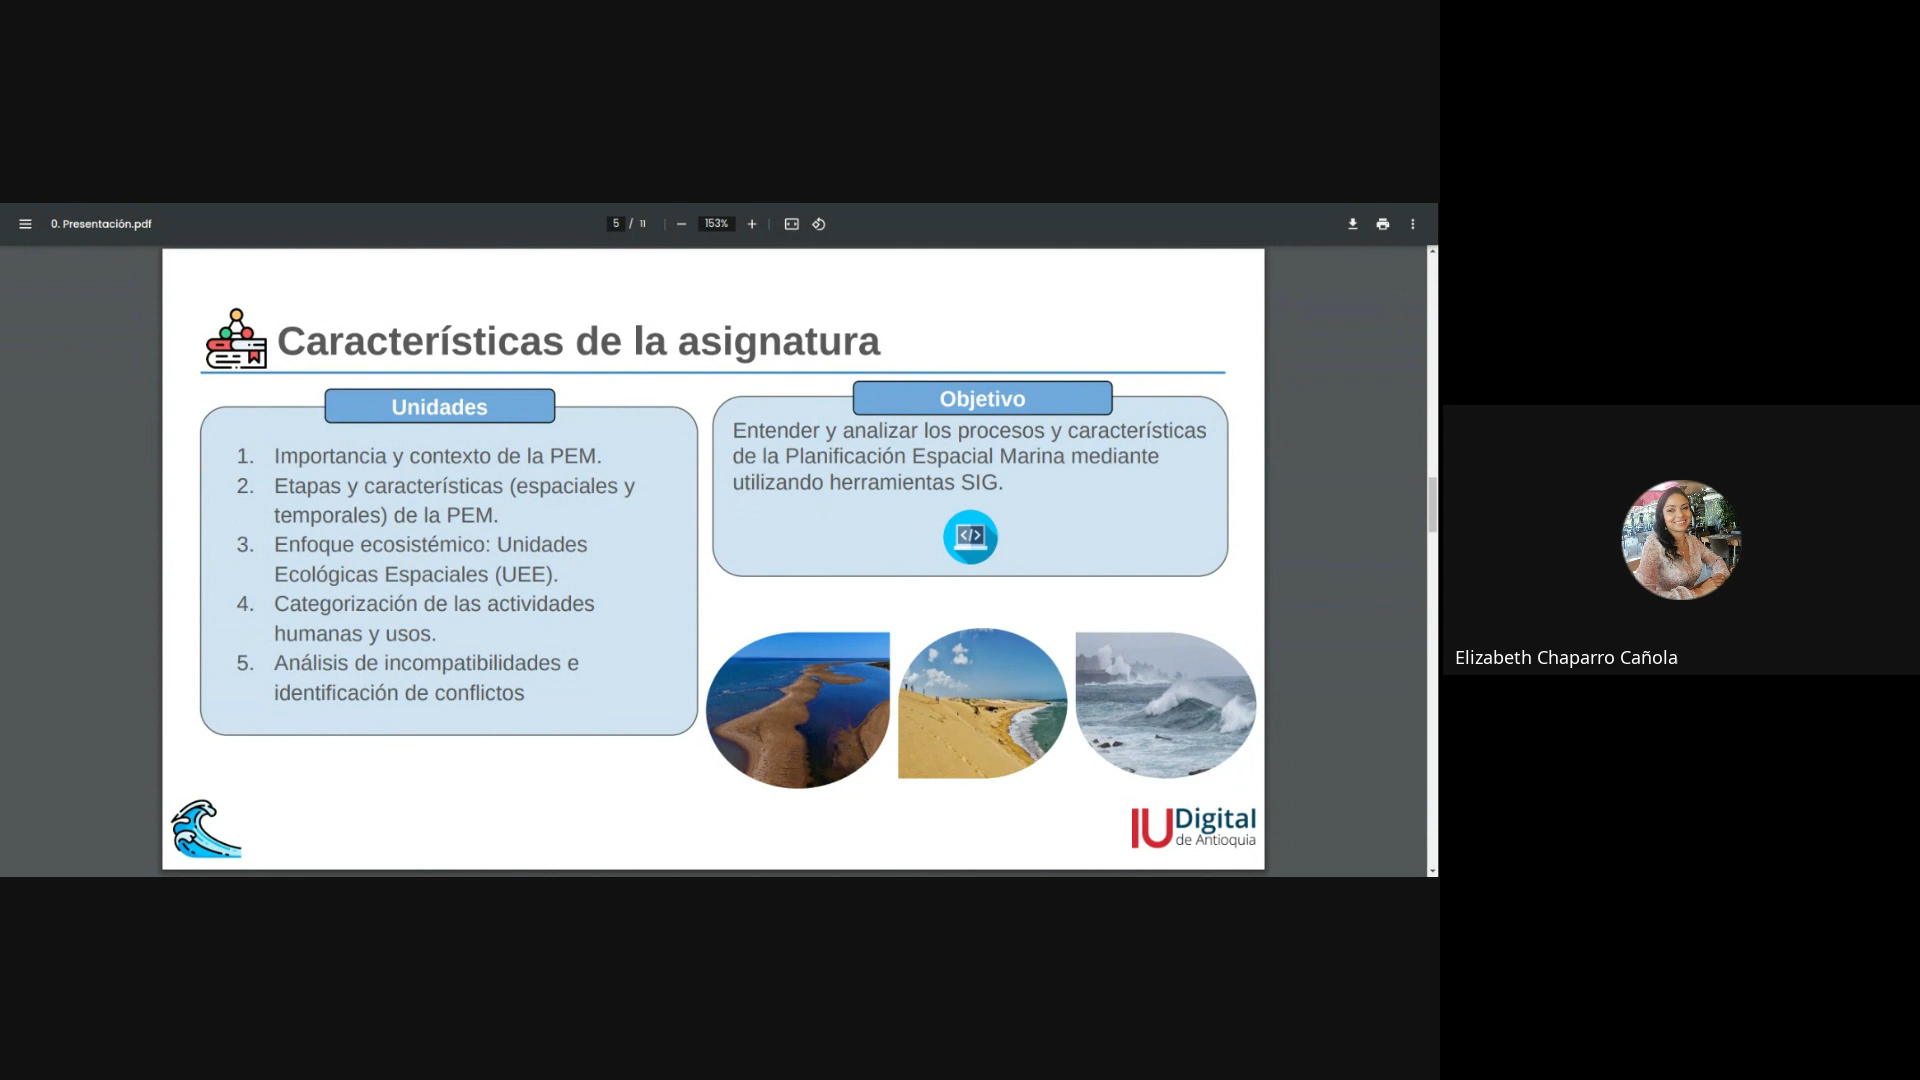 0. Presentación.pdf
5 / 11
153%
Características de la asignatura
Unidades
1. Importancia y contexto de la PEM.
2. Etapas y características (espaciales y
temporales) de la PEM.
3. Enfoque ecosistémico: Unidades
Ecológicas Espaciales (UEE).
4. Categorización de las actividades
humanas y usos.
5. Análisis de incompatibilidades e
identificación de conflictos
Objetivo
Entender y analizar los procesos y características
de la Planificación Espacial Marina mediante
utilizando herramientas SIG.
</>
IU Digital
de Antioquia
Elizabeth Chaparro Cañola